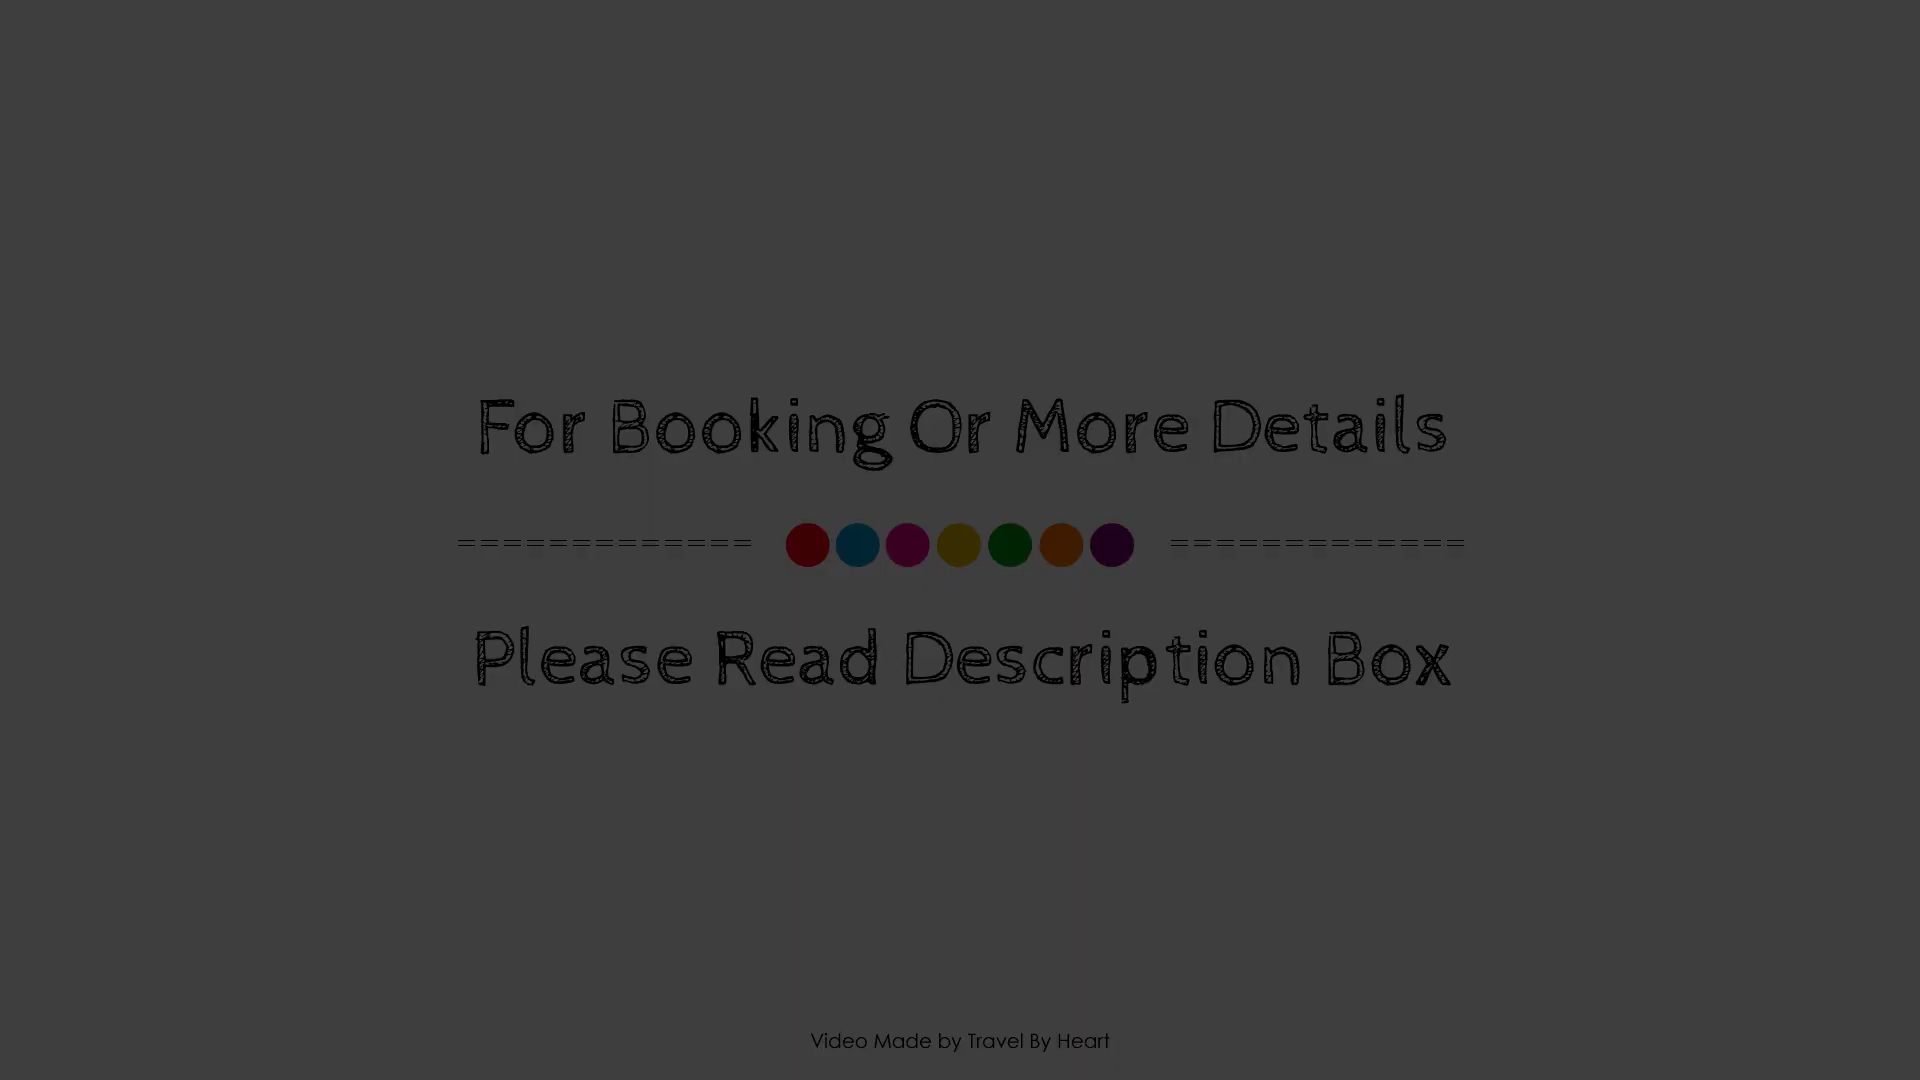 For Booking Or More Details
============= =============
Please Read Description Box
Video Made by Travel By Heart